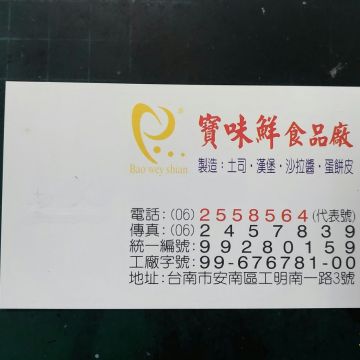 寶味鮮食品廠
Bao wey shian
製造：土司・漢堡・沙拉醬・蛋餅皮
電話：(06)2558564(代表號)
傳真：(06)2457839
統一編號：99280159
工廠字號：99-676781-00
地址：台南市安南區工明南一路3號